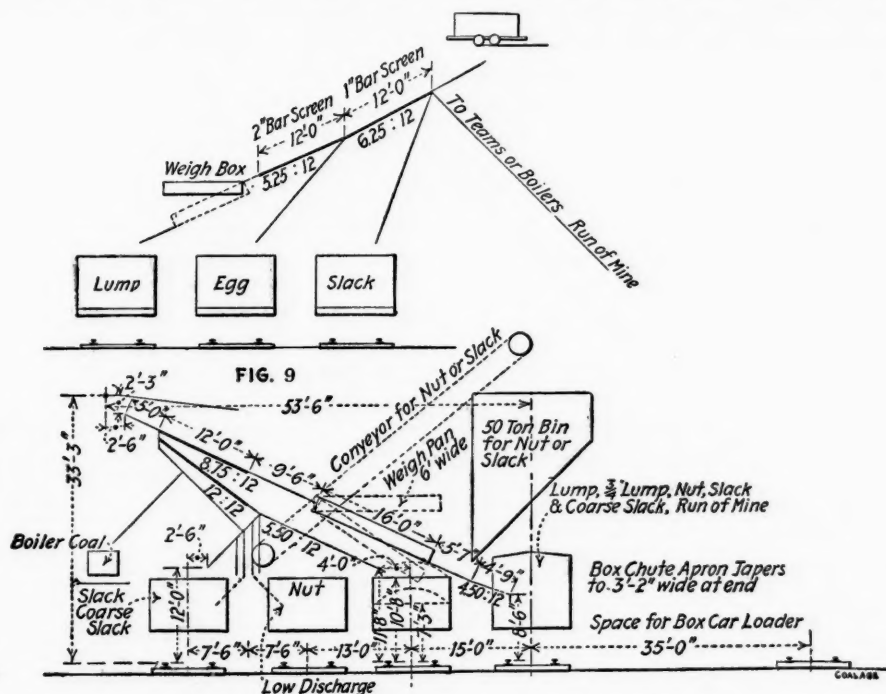 1" Bar Screen
12'-0"
2" Bar Screen
12'-0"
6.25 : 12
5.25 : 12
Weigh Box
To Teams or Boilers Run of Mine
Lump
Egg
Slack
FIG. 9
2'-3"
53'-6"
5'-0"
2'-6"
12'-0"
9'-6"
Conveyor for Nut or Slack
Weigh Pan
6' wide
50 Ton Bin
for Nut or
Slack
33'-3"
8.75 : 12
12 : 12
16'-0"
Lump, 3/4" Lump, Nut, Slack
& Coarse Slack, Run of Mine
Boiler Coal
2'-6"
5.50 : 12
4'-0"
4'-9"
4.50 : 12
Box Chute Apron Tapers
to 3'-2" wide at end
Slack
Coarse
Slack
12'-0"
Nut
11'-8"
10'-8"
7'-3"
8'-6"
Space for Box Car Loader
7'-6"
7'-6"
13'-0"
15'-0"
35'-0"
Low Discharge
COAL AGE